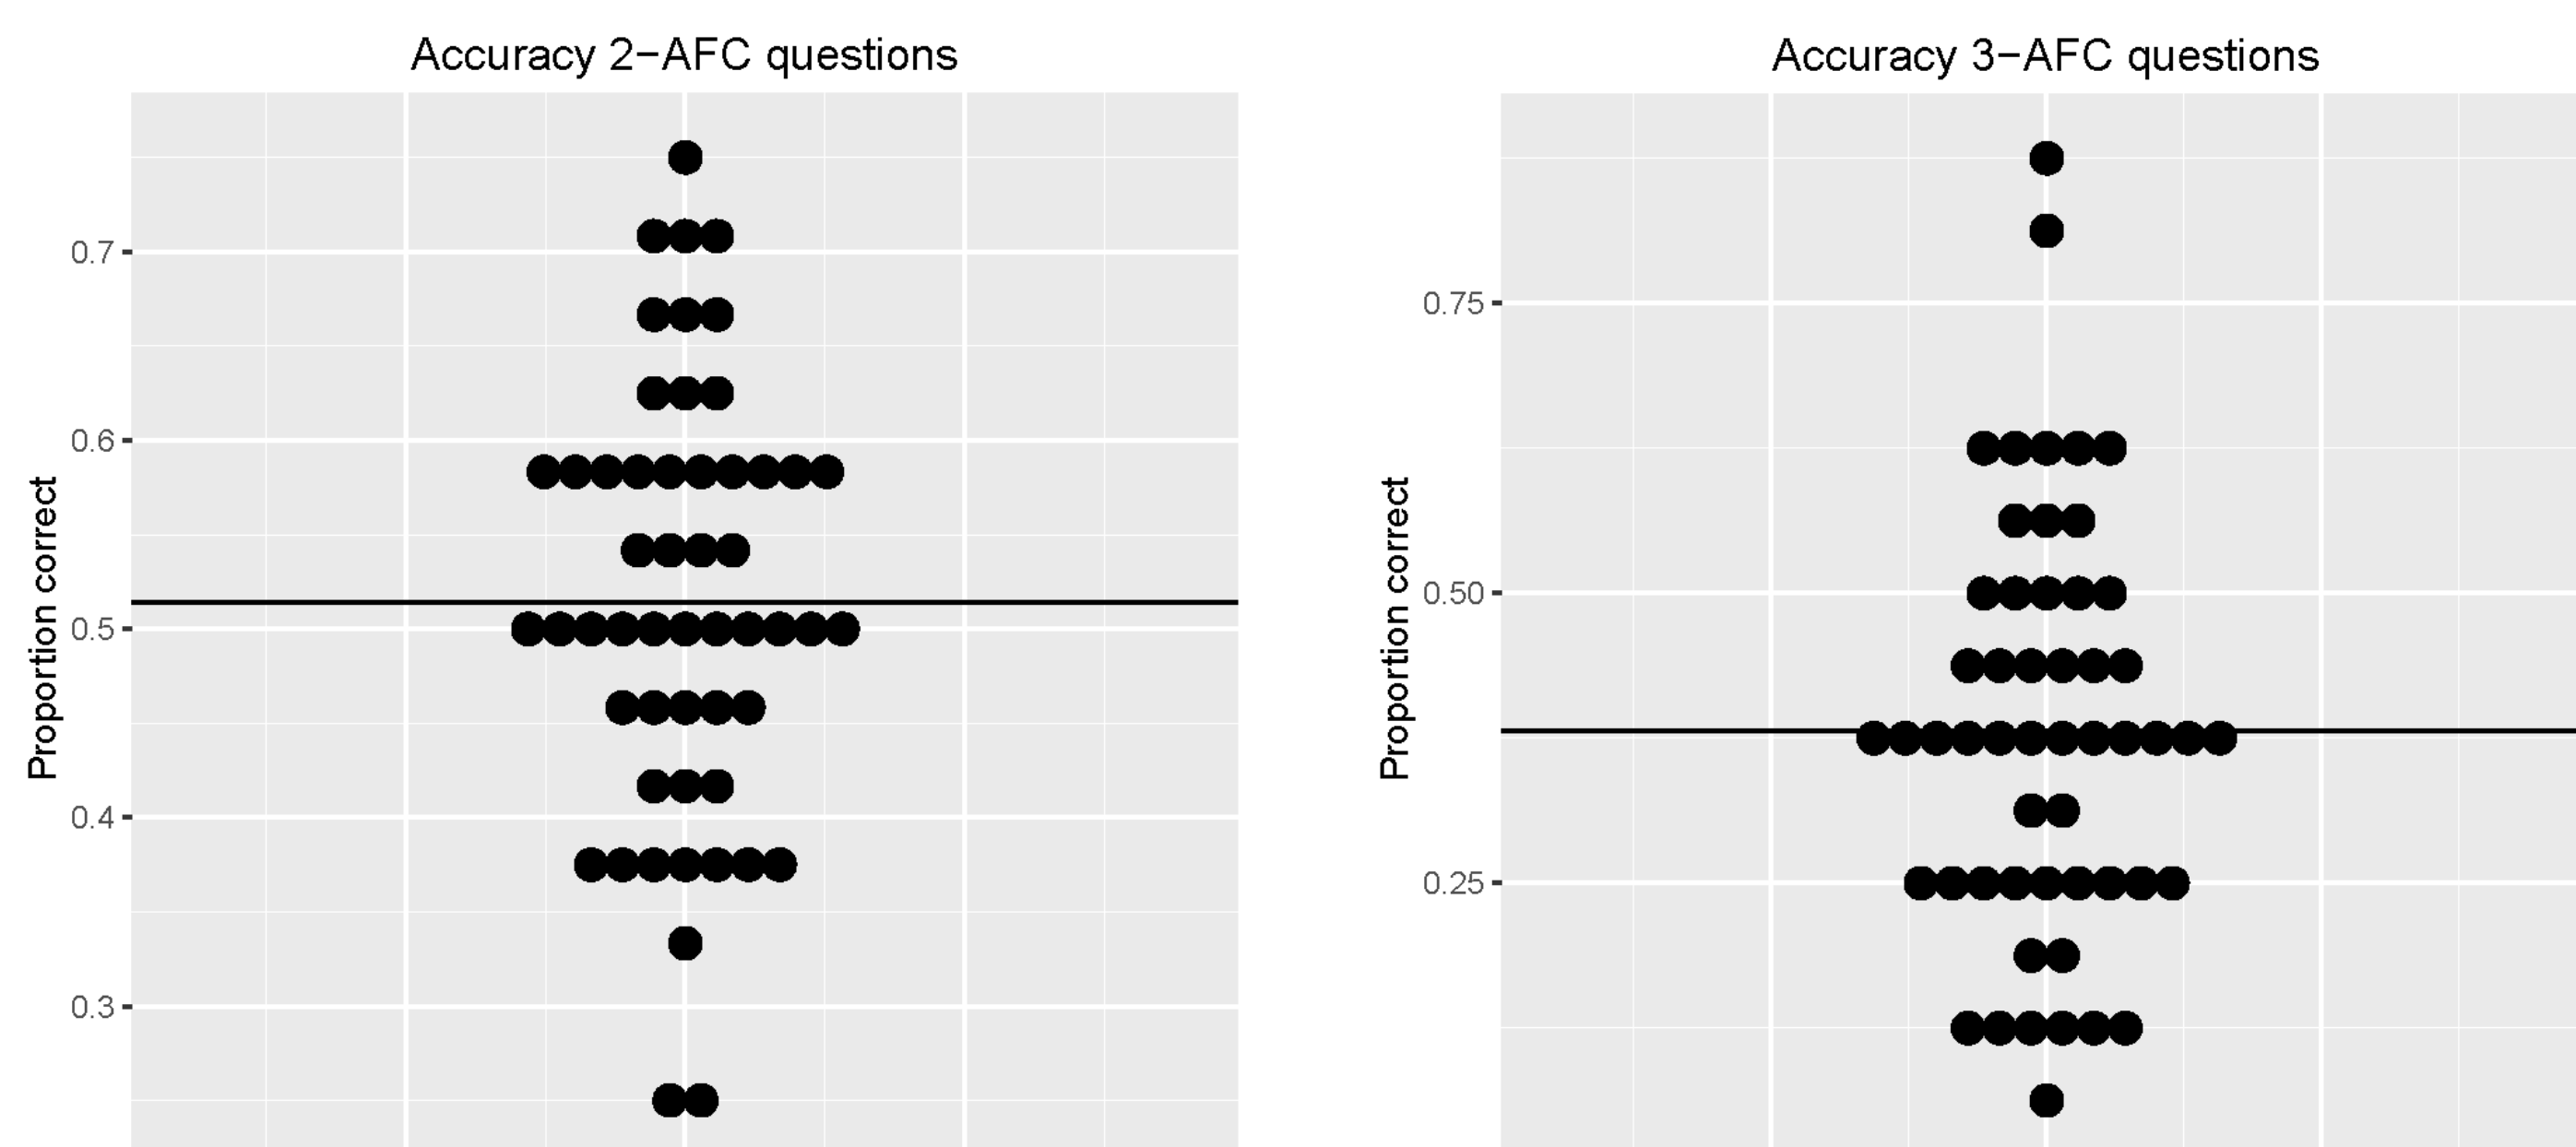 Accuracy 2−AFC questions
Proportion correct
0.7
0.6
0.5
0.4
0.3
Accuracy 3−AFC questions
Proportion correct
0.75
0.50
0.25